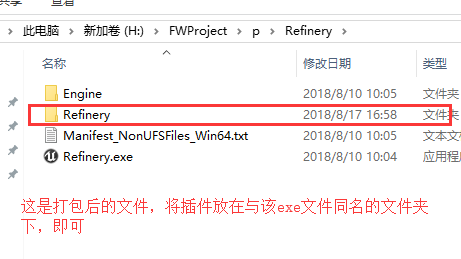 共享 查看
此电脑 > 新加卷 (H:) > FWProject > p > Refinery >
名称 修改日期 类型
Engine 2018/8/10 10:05 文件夹
Refinery 2018/8/17 16:58 文件夹
Manifest_NonUFSFiles_Win64.txt 2018/8/10 10:05 文本文
Refinery.exe 2018/8/10 10:04 应用程
这是打包后的文件，将插件放在与该exe文件同名的文件夹
下，即可